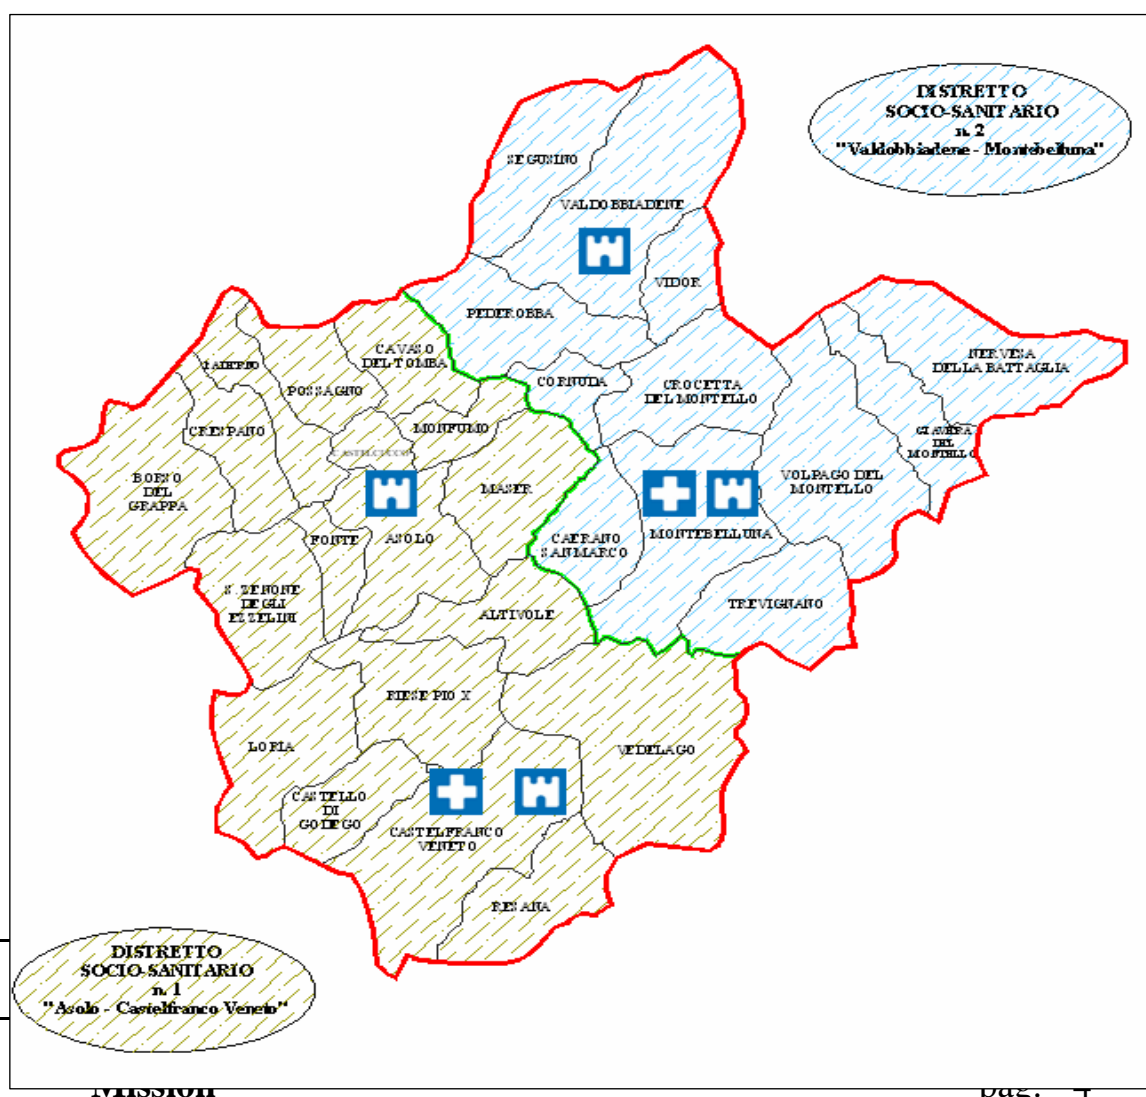 DISTRETTO
SOCIO-SANITARIO
n. 2
"Valdobbiadene - Montebelluna"
SEGUSINO
VALDOBBIADENE
VIDOR
PEDEROBBA
CAVASO
DEL TOMBA
NERVESA
DELLA BATTAGLIA
PADERNO
POSSAGNO
CORNUDA
CROCETTA
DEL MONTELLO
CRESPANO
MONFUMO
GIAVERA
DEL
MONTELLO
CASTELCUCCO
BORSO
DEL
GRAPPA
MASER
VOLPAGO DEL
MONTELLO
FONTE
ASOLO
CAERANO
SAN MARCO
MONTEBELLUNA
S. ZENONE
DEGLI
EZZELINI
ALTIVOLE
TREVIGNANO
RIESE PIO X
LORIA
VEDELAGO
CASTELLO
DI
GODEGO
CASTELFRANCO
VENETO
RESANA
DISTRETTO
SOCIO-SANITARIO
n. 1
"Asolo - Castelfranco Veneto"
Mission pag. 4